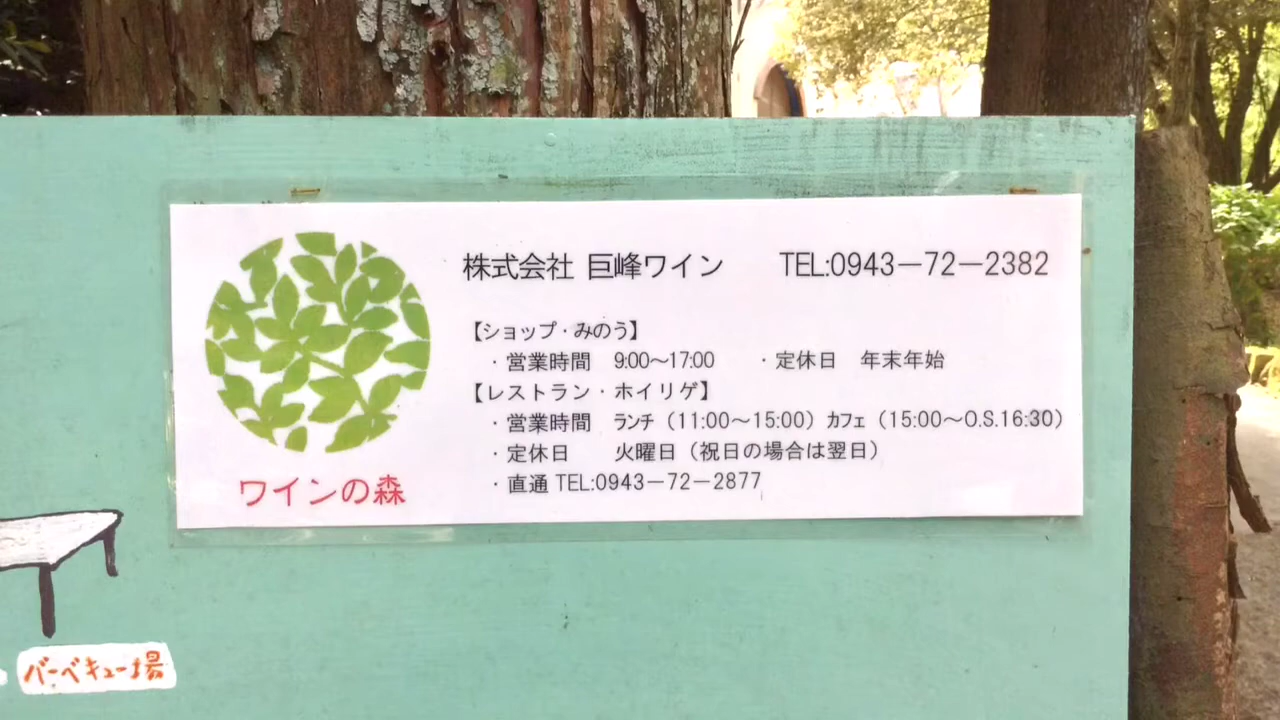 株式会社 巨峰ワイン TEL:0943－72－2382
【ショップ・みのう】
・営業時間 9:00～17:00 ・定休日 年末年始
【レストラン・ホイリゲ】
・営業時間 ﾗﾝﾁ（11:00～15:00）ｶﾌｪ（15:00～O.S.16:30）
・定休日 火曜日（祝日の場合は翌日）
・直通 TEL:0943－72－2877
ワインの森
バーベキュー場